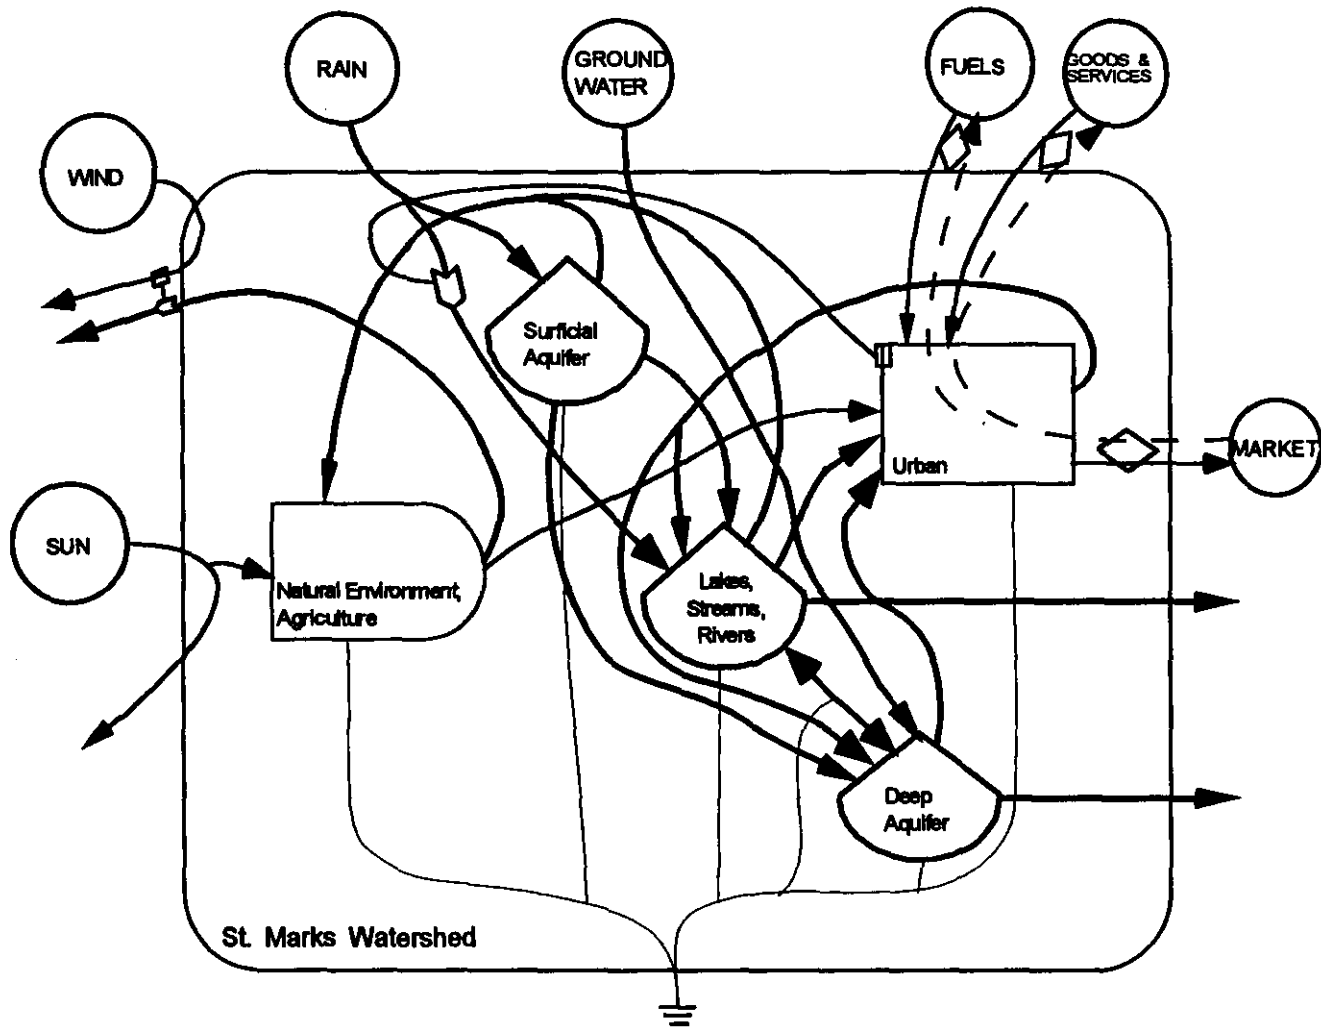 RAIN
GROUND
WATER
FUELS
GOODS &
SERVICES
WIND
Surficial
Aquifer
Urban
MARKET
SUN
Natural Environment,
Agriculture
Lakes,
Streams,
Rivers
Deep
Aquifer
St. Marks Watershed